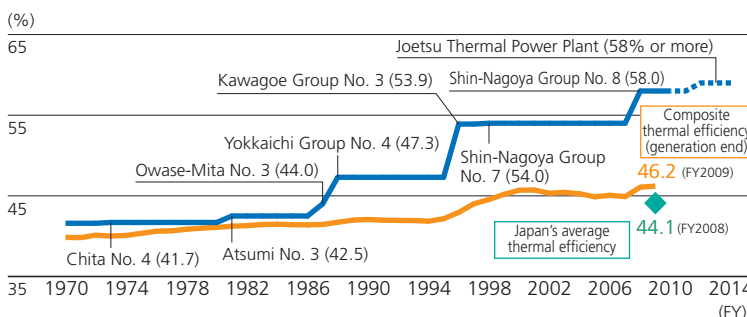 (%)
65
Joetsu Thermal Power Plant (58% or more)
Kawagoe Group No. 3 (53.9)
Shin-Nagoya Group No. 8 (58.0)
55
Composite
thermal efficiency
(generation end)
Yokkaichi Group No. 4 (47.3)
Shin-Nagoya Group
No. 7 (54.0)
Owase-Mita No. 3 (44.0)
46.2 (FY2009)
45
Japan's average
thermal efficiency
44.1 (FY2008)
Chita No. 4 (41.7)
Atsumi No. 3 (42.5)
35
1970 1974 1978 1982 1986 1990 1994 1998 2002 2006 2010 2014
(FY)